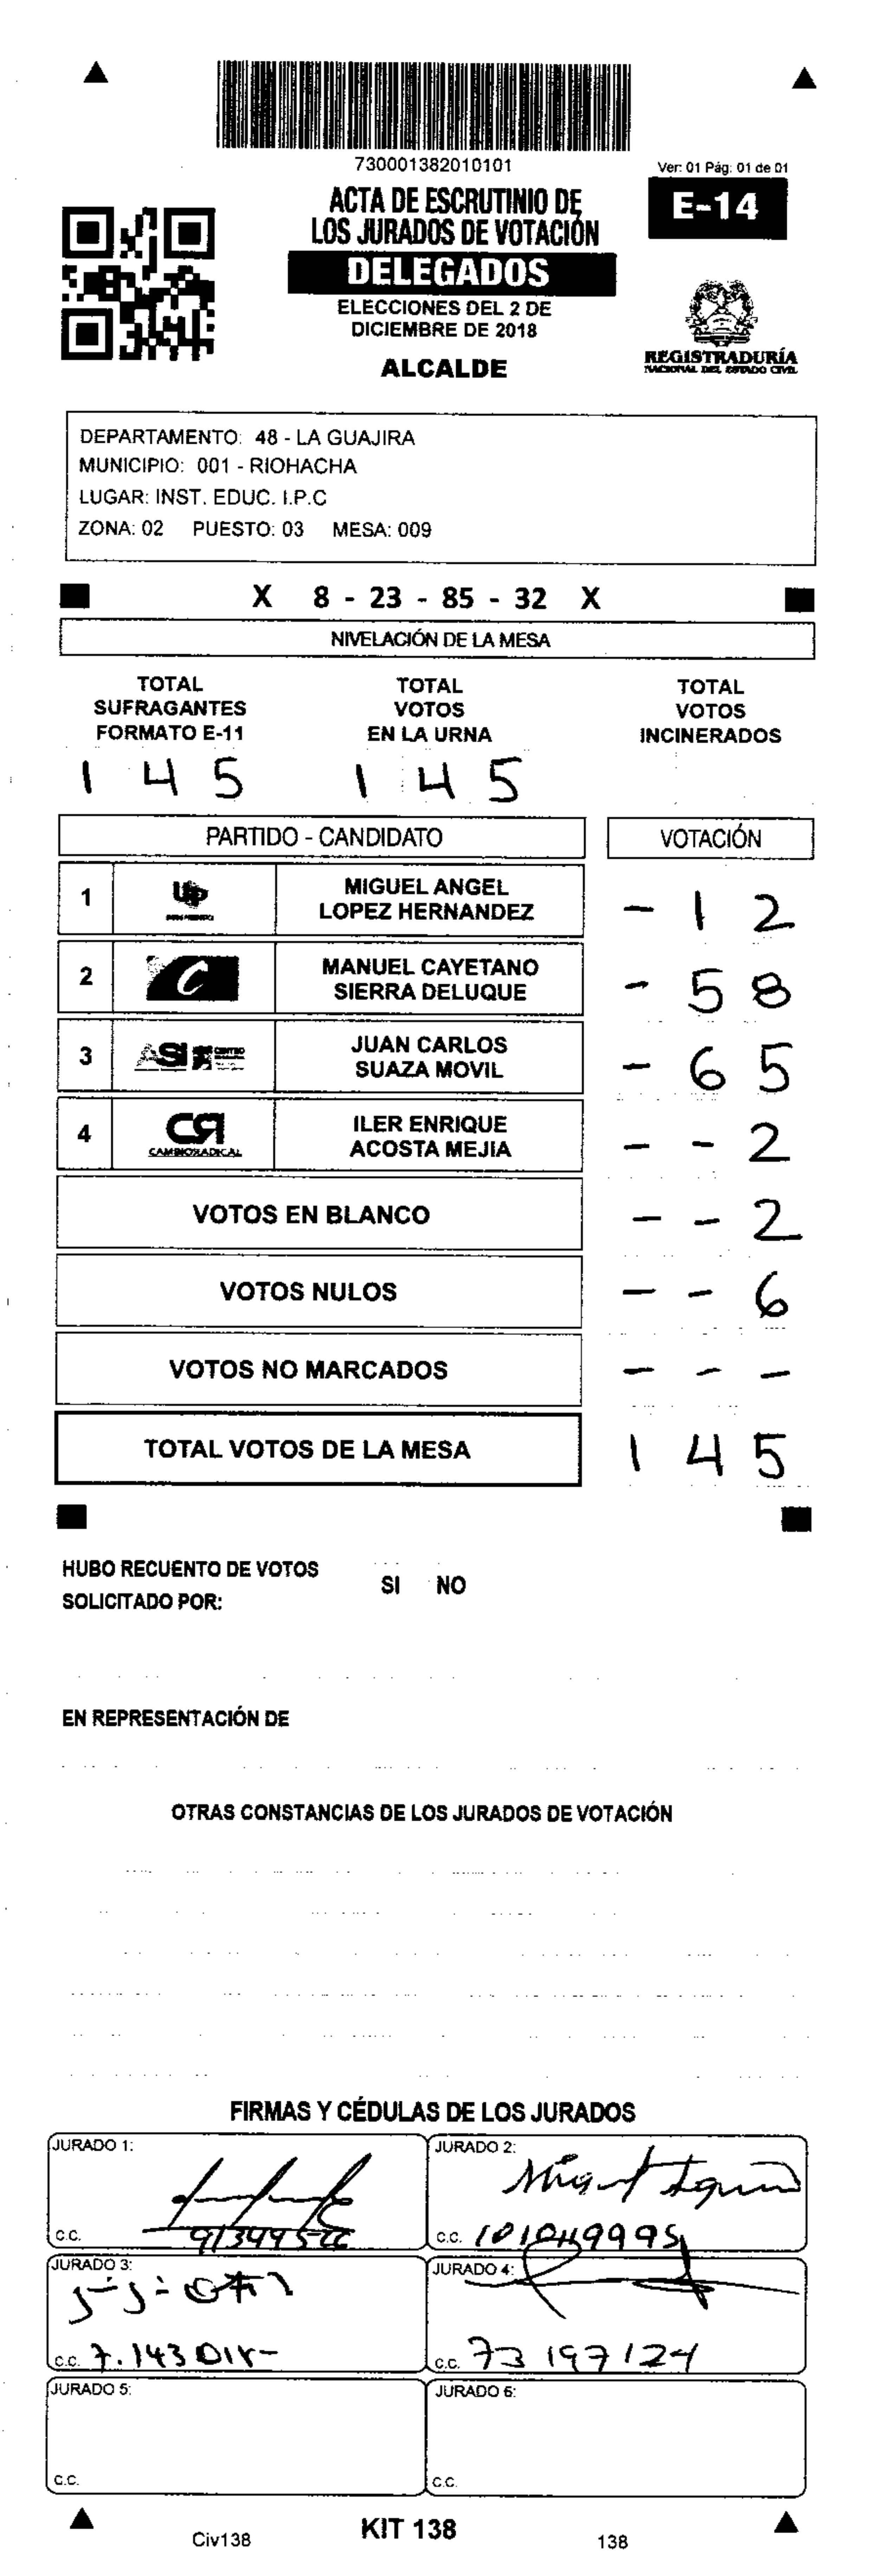 730001382010101
Ver: 01 Pág: 01 de 01
ACTA DE ESCRUTINIO DE
LOS JURADOS DE VOTACIÓN
E-14
DELEGADOS
ELECCIONES DEL 2 DE
DICIEMBRE DE 2018
ALCALDE
REGISTRADURÍA
NACIONAL DEL ESTADO CIVIL
DEPARTAMENTO: 48 - LA GUAJIRA
MUNICIPIO: 001 - RIOHACHA
LUGAR: INST. EDUC. I.P.C
ZONA: 02 PUESTO: 03 MESA: 009
X 8 - 23 - 85 - 32 X
NIVELACIÓN DE LA MESA
TOTAL SUFRAGANTES FORMATO E-11
TOTAL VOTOS EN LA URNA
TOTAL VOTOS INCINERADOS
1 4 5 1 4 5
PARTIDO - CANDIDATO VOTACIÓN
1 Up MIGUEL ANGEL
LOPEZ HERNANDEZ - 1 2
2 C MANUEL CAYETANO
SIERRA DELUQUE - 5 8
3 ASI JUAN CARLOS
SUAZA MOVIL - 6 5
4 CR CAMBIO RADICAL ILER ENRIQUE
ACOSTA MEJIA - - 2
VOTOS EN BLANCO - - 2
VOTOS NULOS - - 6
VOTOS NO MARCADOS - - -
TOTAL VOTOS DE LA MESA 1 4 5
HUBO RECUENTO DE VOTOS SI NO
SOLICITADO POR:
EN REPRESENTACIÓN DE
OTRAS CONSTANCIAS DE LOS JURADOS DE VOTACIÓN
FIRMAS Y CÉDULAS DE LOS JURADOS
JURADO 1: JURADO 2:
C.C. C.C.
JURADO 3: JURADO 4:
C.C. C.C. 73 197124
JURADO 5: JURADO 6:
C.C. C.C.
Civ138 KIT 138 138